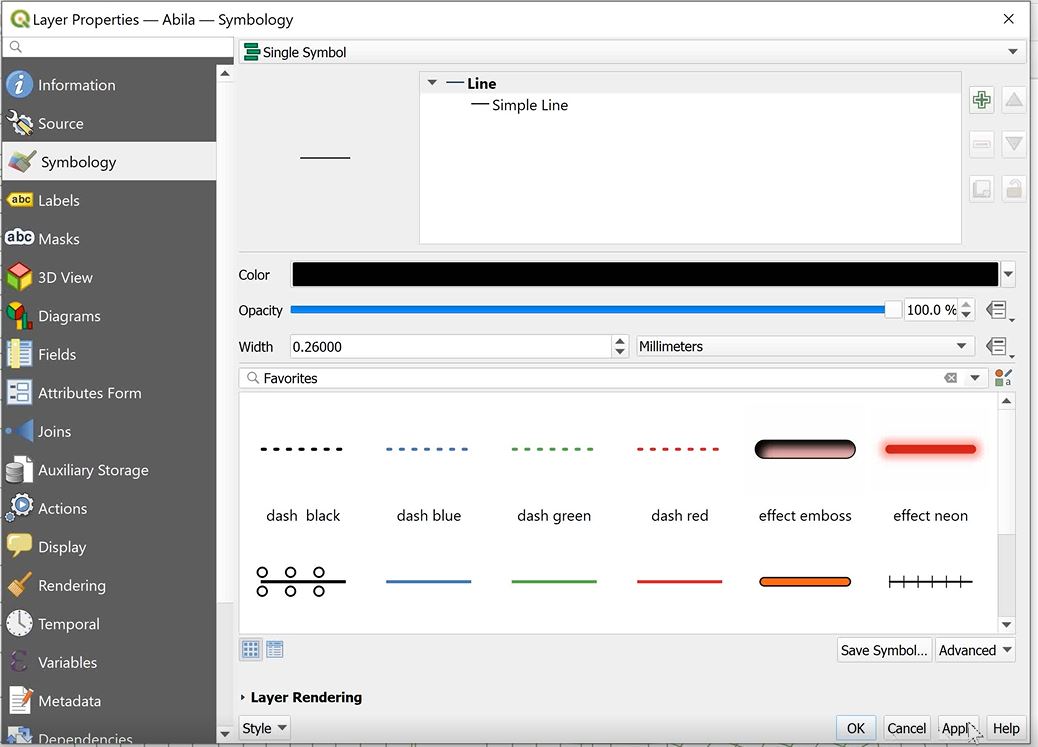 Layer Properties — Abila — Symbology
Single Symbol
Information
Source
Symbology
abc Labels
abc Masks
3D View
Diagrams
Fields
Attributes Form
Joins
Auxiliary Storage
Actions
Display
Rendering
Temporal
Variables
Metadata
Dependencies
Line
Simple Line
Color
Opacity 100.0 %
Width 0.26000 Millimeters
Favorites
dash black dash blue dash green dash red effect emboss effect neon
Save Symbol... Advanced
Layer Rendering
Style OK Cancel Apply Help